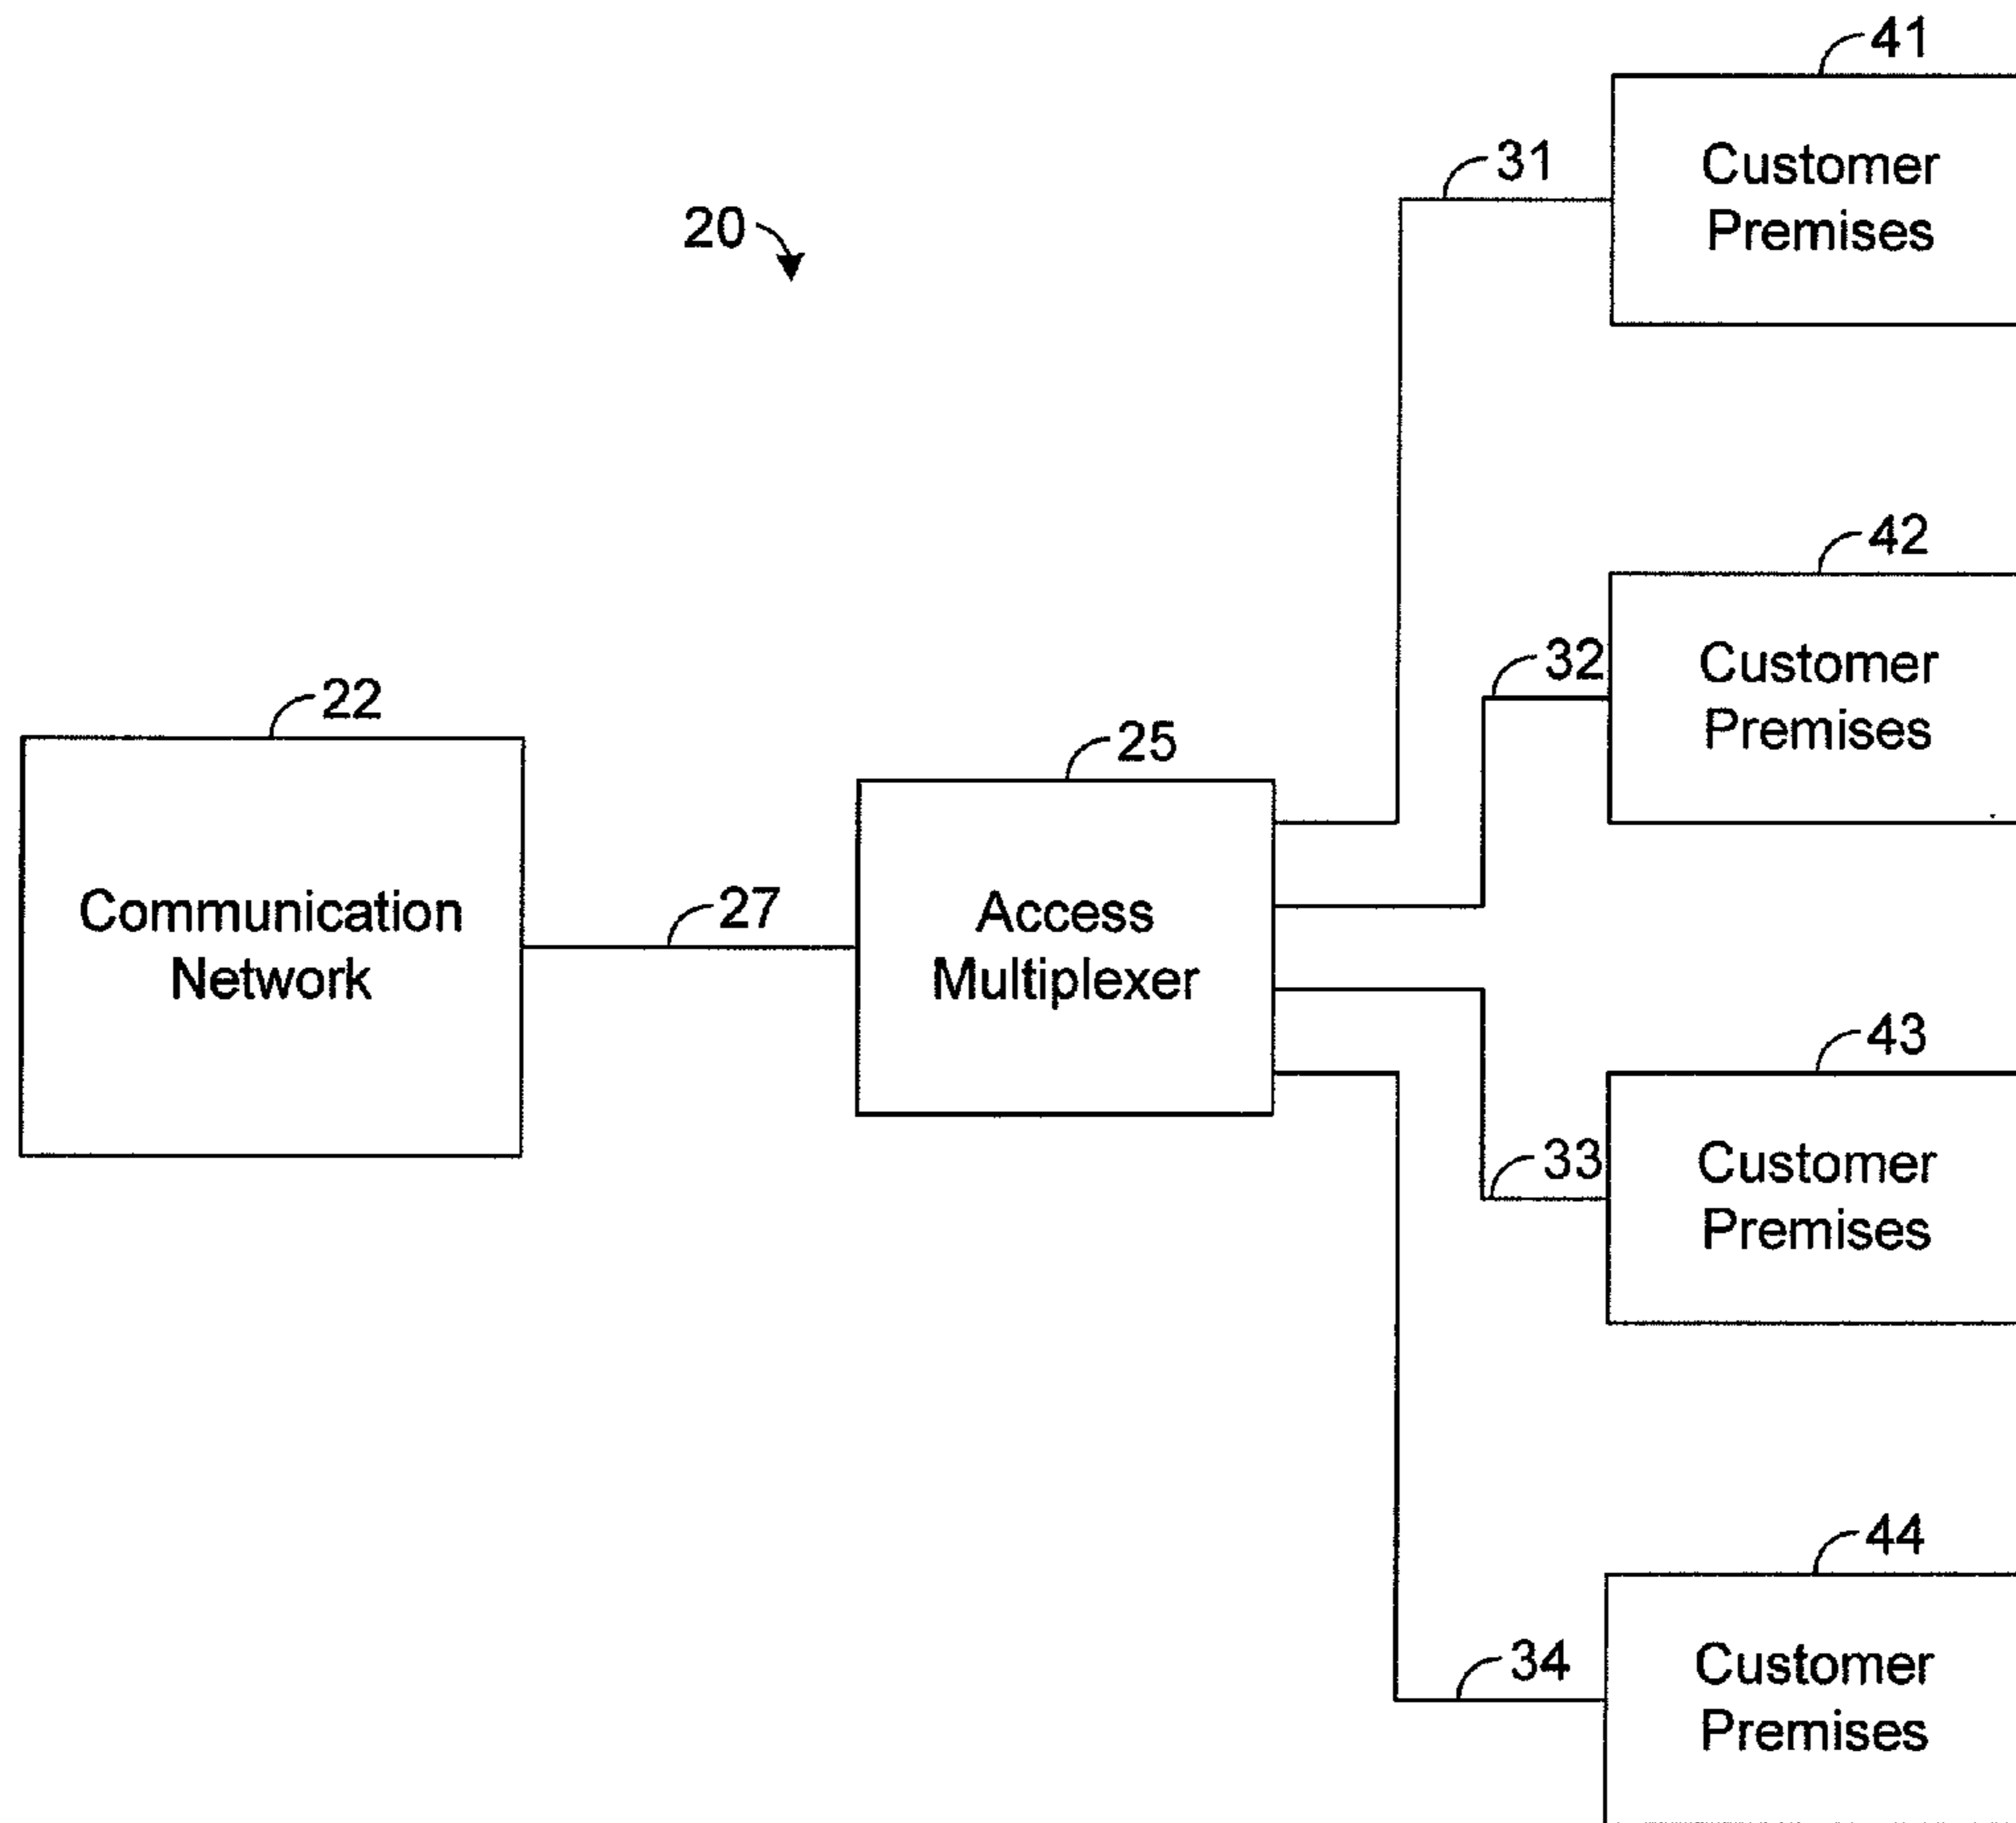 41
31
Customer
Premises
20
42
32
Customer
Premises
22
25
Communication
Network
27
Access
Multiplexer
43
33
Customer
Premises
44
34
Customer
Premises